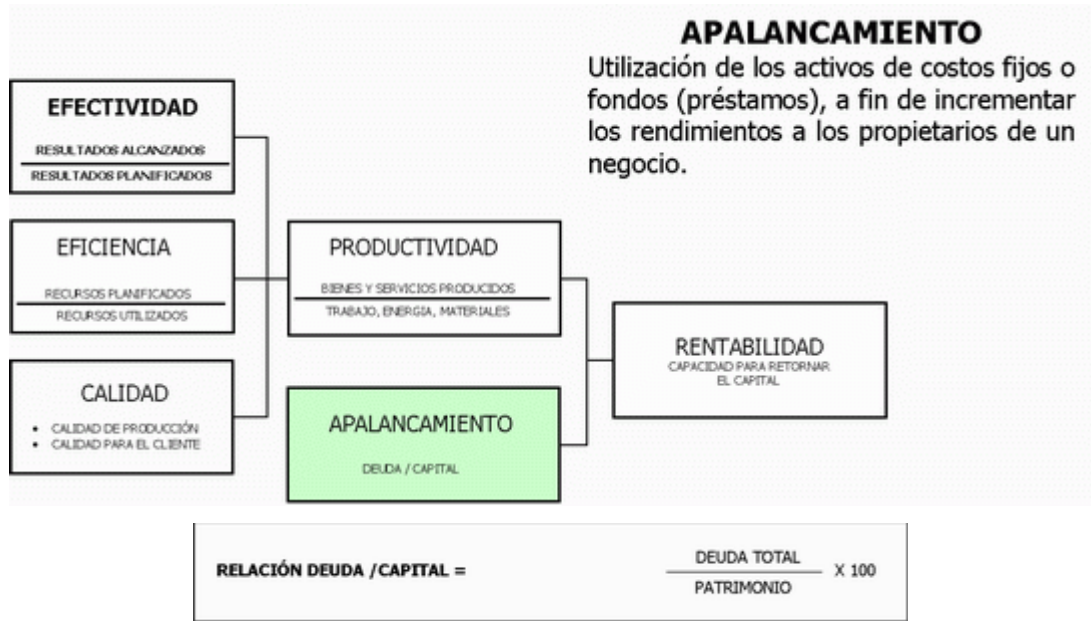 APALANCAMIENTO
Utilización de los activos de costos fijos o
fondos (préstamos), a fin de incrementar
los rendimientos a los propietarios de un
negocio.
EFECTIVIDAD
RESULTADOS ALCANZADOS
RESULTADOS PLANIFICADOS
EFICIENCIA
RECURSOS PLANIFICADOS
RECURSOS UTILIZADOS
CALIDAD
• CALIDAD DE PRODUCCIÓN
• CALIDAD PARA EL CLIENTE
PRODUCTIVIDAD
BIENES Y SERVICIOS PRODUCIDOS
TRABAJO, ENERGIA, MATERIALES
APALANCAMIENTO
DEUDA / CAPITAL
RENTABILIDAD
CAPACIDAD PARA RETORNAR
EL CAPITAL
RELACIÓN DEUDA /CAPITAL =
DEUDA TOTAL
PATRIMONIO
X 100